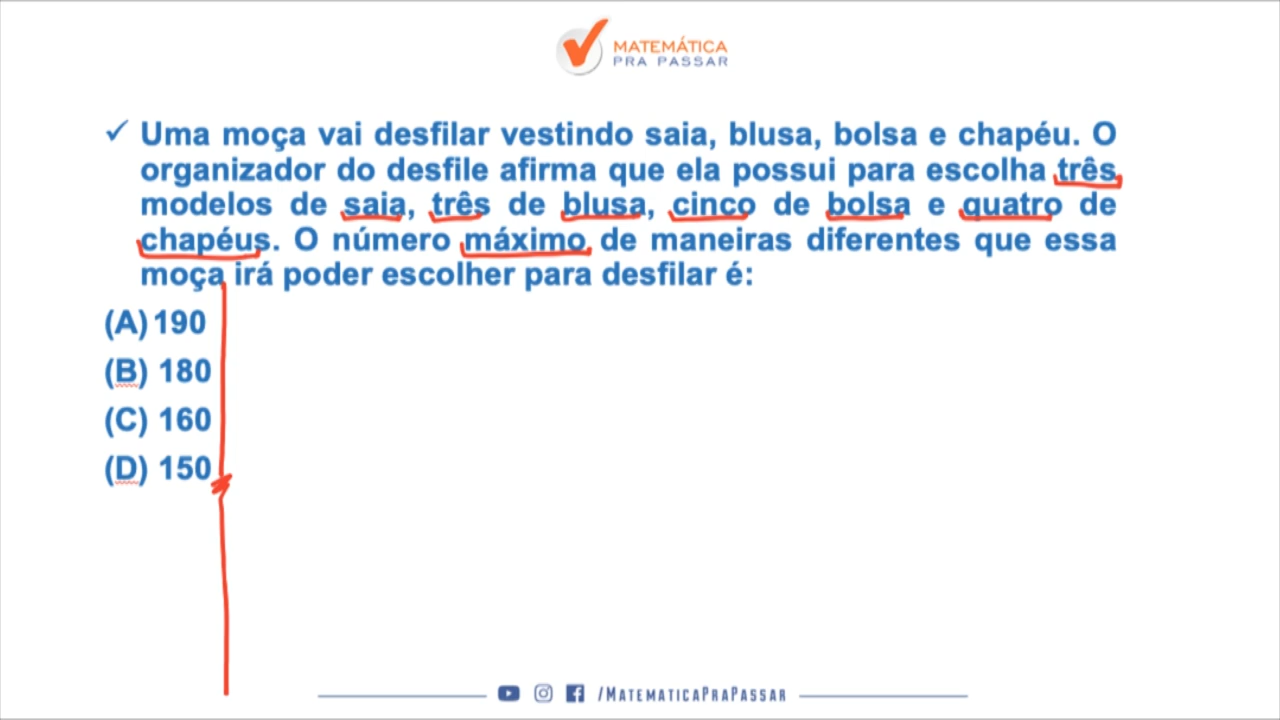 MATEMÁTICA
PRA PASSAR
✓ Uma moça vai desfilar vestindo saia, blusa, bolsa e chapéu. O
organizador do desfile afirma que ela possui para escolha três
modelos de saia, três de blusa, cinco de bolsa e quatro de
chapéus. O número máximo de maneiras diferentes que essa
moça irá poder escolher para desfilar é:
(A) 190
(B) 180
(C) 160
(D) 150
/MATEMATICAPRAPASSAR